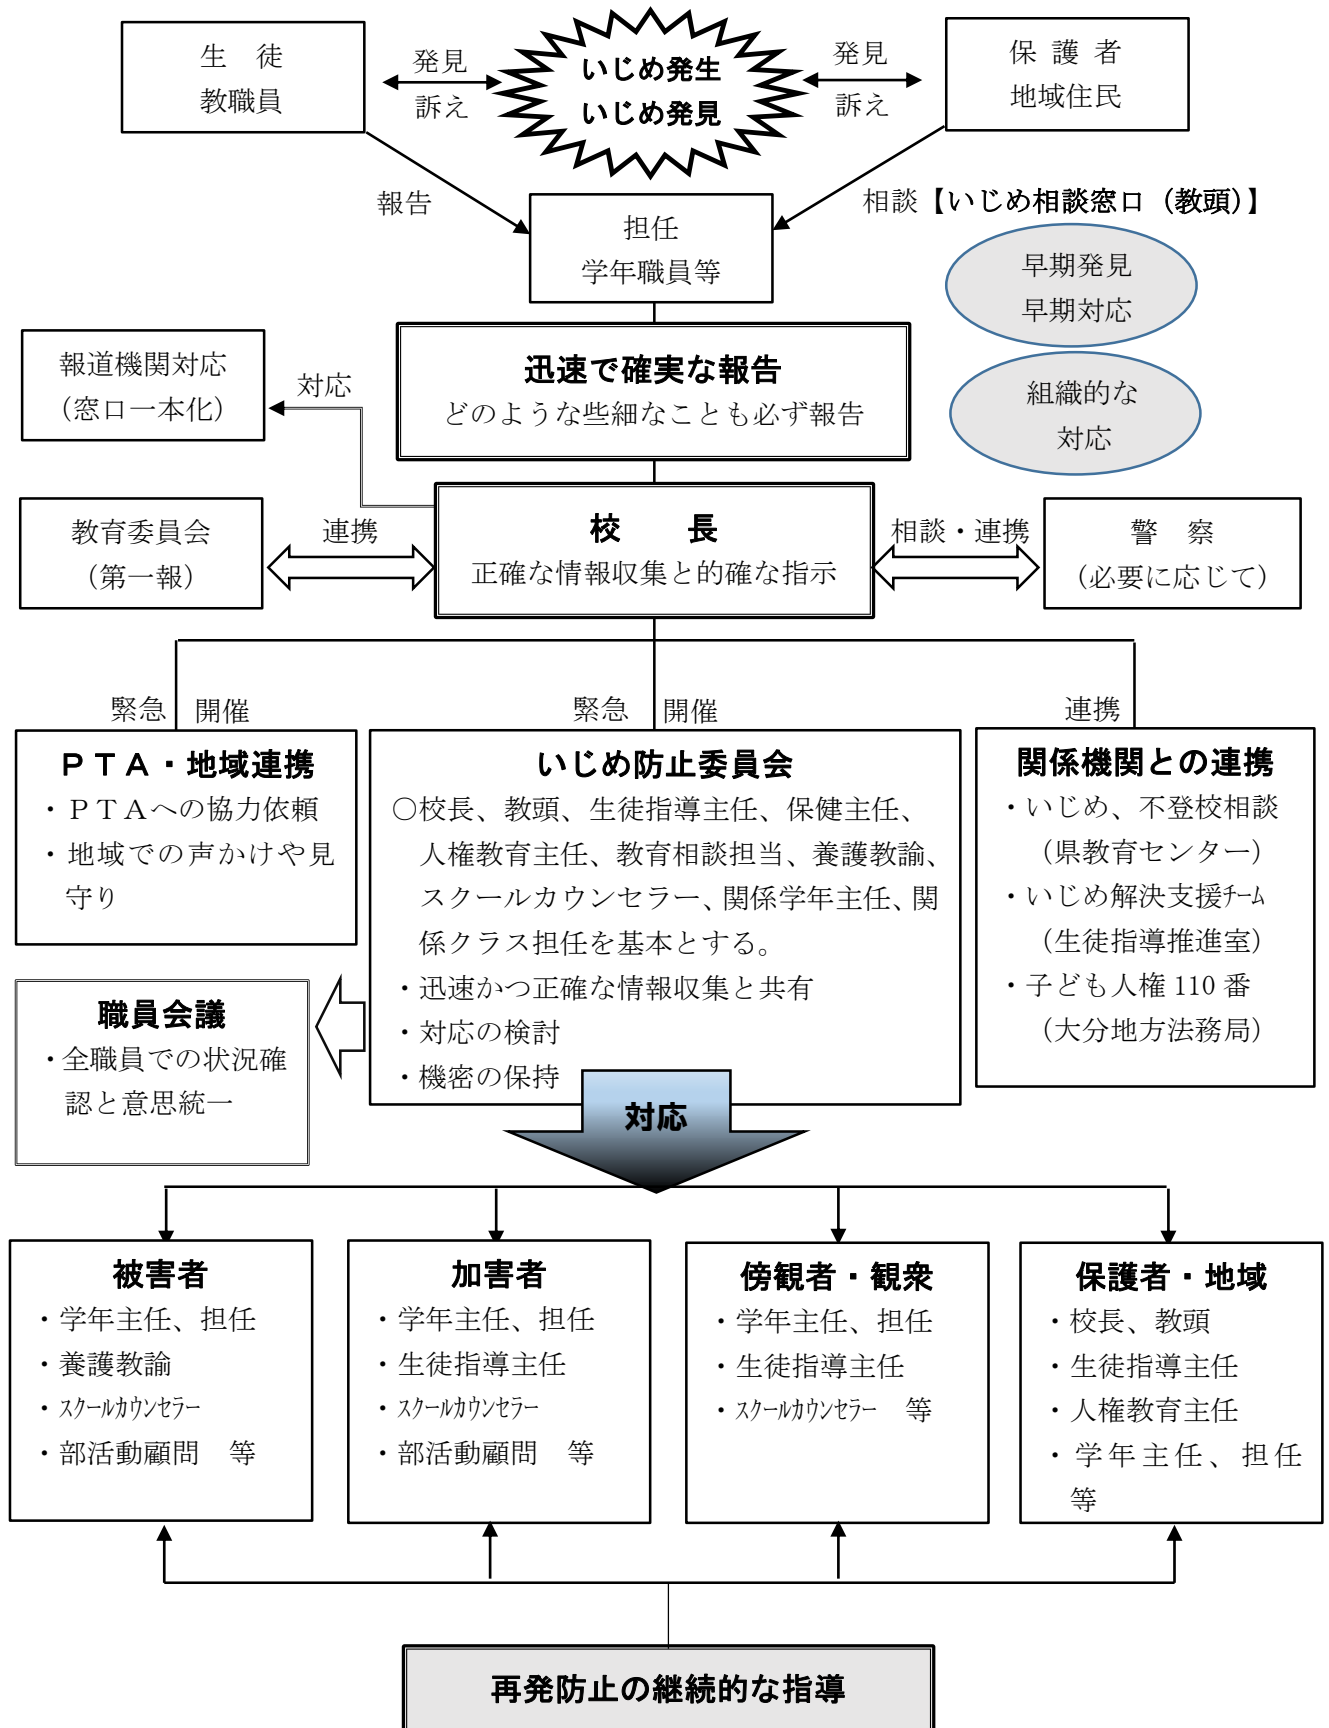 生　徒
教職員
発見
訴え
いじめ発生
いじめ発見
発見
訴え
保 護 者
地域住民
報告
相談【いじめ相談窓口（教頭）】
担任
学年職員等
早期発見
早期対応
組織的な
対応
迅速で確実な報告
どのような些細なことも必ず報告
報道機関対応
（窓口一本化）
対応
校　　長
正確な情報収集と的確な指示
教育委員会
（第一報）
連携
相談・連携
警　察
（必要に応じて）
緊急　開催
緊急　開催
連携
ＰＴＡ・地域連携
・ＰＴＡへの協力依頼
・地域での声かけや見
守り
いじめ防止委員会
○校長、教頭、生徒指導主任、保健主任、
人権教育主任、教育相談担当、養護教諭、
スクールカウンセラー、関係学年主任、関
係クラス担任を基本とする。
・迅速かつ正確な情報収集と共有
・対応の検討
・機密の保持
関係機関との連携
・いじめ、不登校相談
（県教育センター）
・いじめ解決支援ﾁｰﾑ
（生徒指導推進室）
・子ども人権 110 番
（大分地方法務局）
職員会議
・全職員での状況確
認と意思統一
対応
被害者
・学年主任、担任
・養護教諭
・ｽｸｰﾙｶｳﾝｾﾗｰ
・部活動顧問　等
加害者
・学年主任、担任
・生徒指導主任
・ｽｸｰﾙｶｳﾝｾﾗｰ
・部活動顧問　等
傍観者・観衆
・学年主任、担任
・生徒指導主任
・ｽｸｰﾙｶｳﾝｾﾗｰ　等
保護者・地域
・校長、教頭
・生徒指導主任
・人権教育主任
・学年主任、担任
等
再発防止の継続的な指導